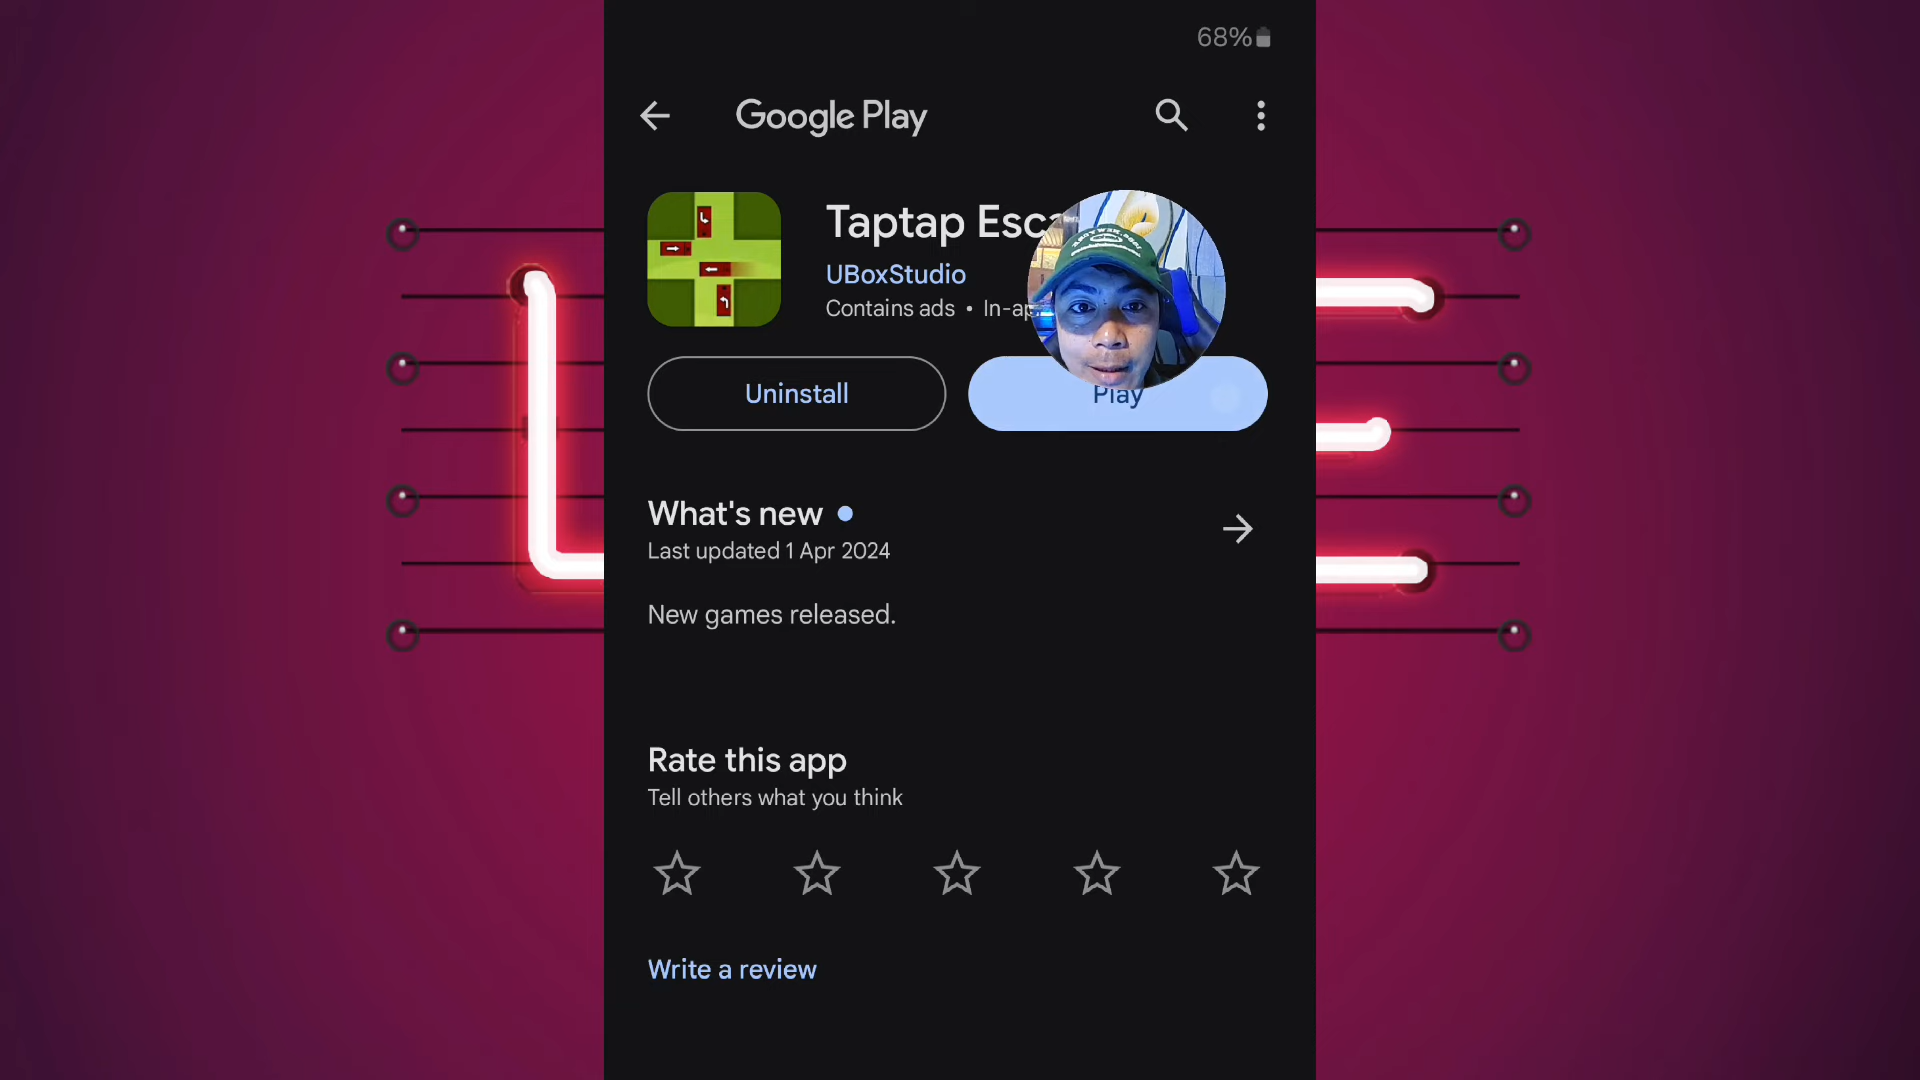 68%
Google Play
Taptap Esc
UBoxStudio
Contains ads • In-ap
Uninstall
Play
What's new
Last updated 1 Apr 2024
New games released.
Rate this app
Tell others what you think
Write a review